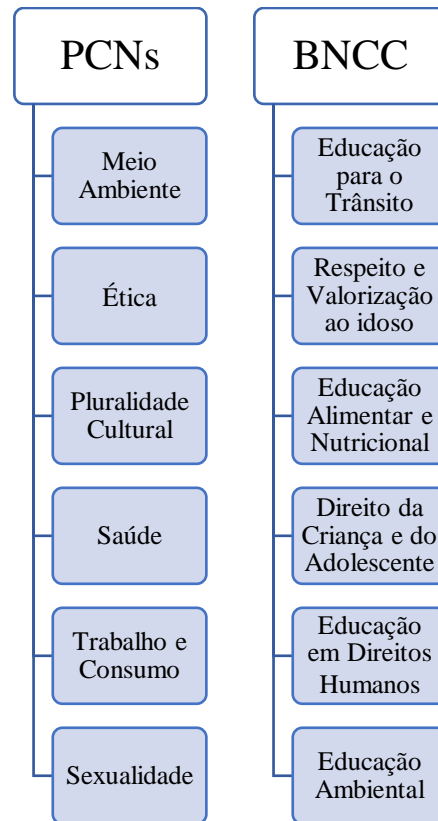 PCNs
Meio
Ambiente
Ética
Pluralidade
Cultural
Saúde
Trabalho e
Consumo
Sexualidade
BNCC
Educação
para o
Trânsito
Respeito e
Valorização
ao idoso
Educação
Alimentar e
Nutricional
Direito da
Criança e do
Adolescente
Educação
em Direitos
Humanos
Educação
Ambiental